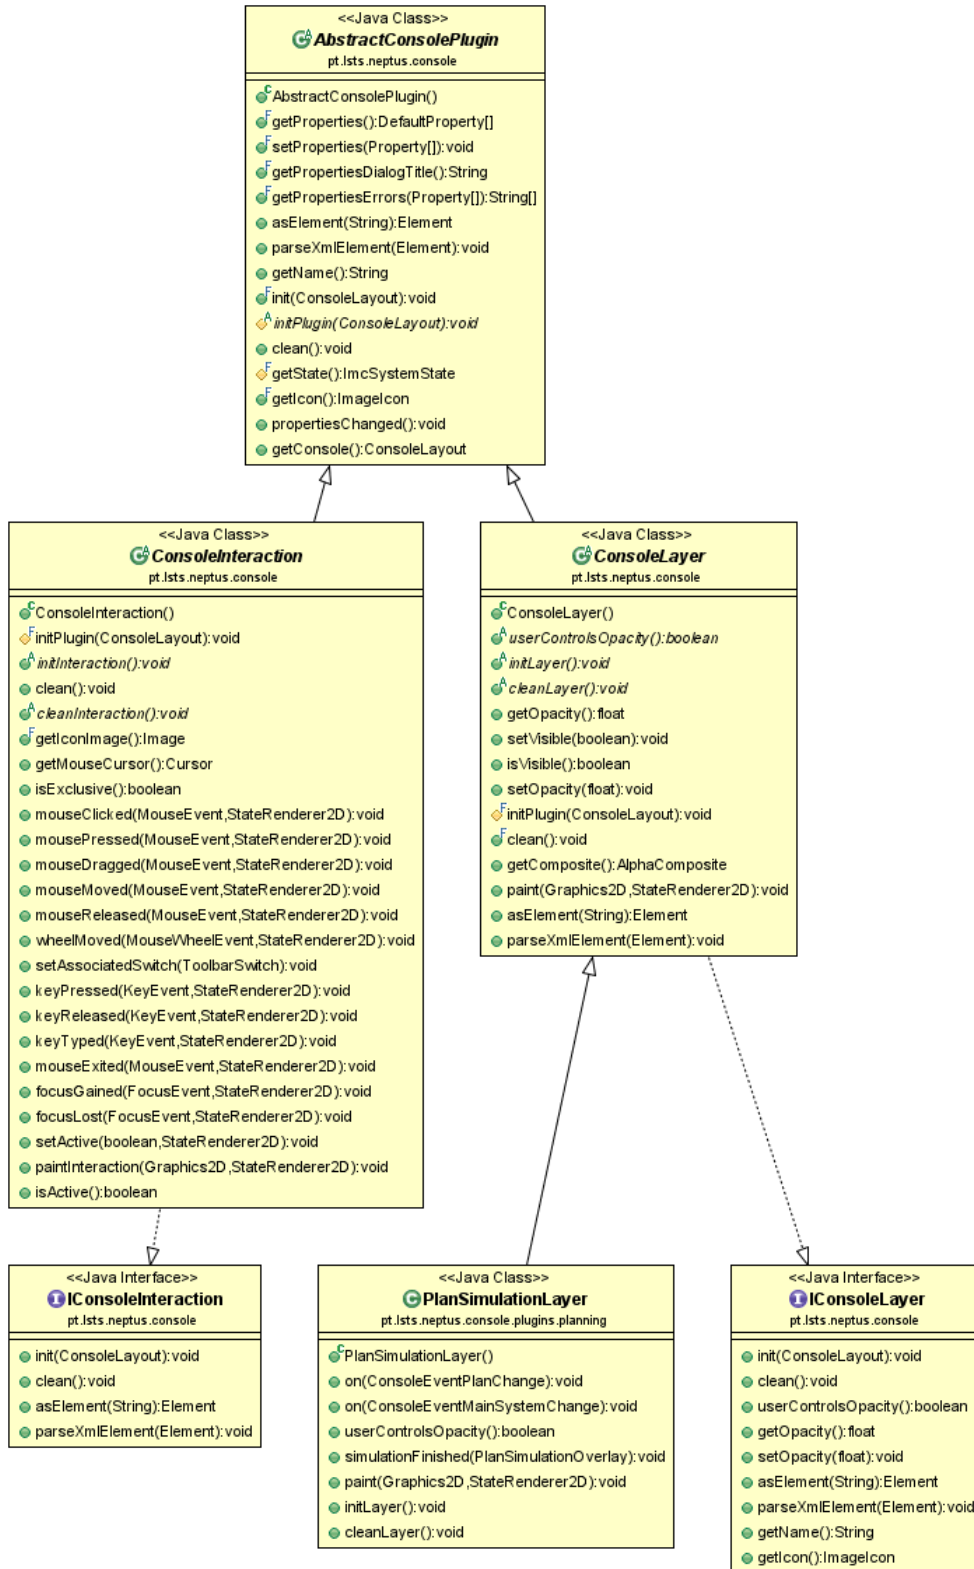 <<Java Class>>
AbstractConsolePlugin
pt.lsts.neptus.console
AbstractConsolePlugin()
getProperties():DefaultProperty[]
setProperties(Property[]):void
getPropertiesDialogTitle():String
getPropertiesErrors(Property[]):String[]
asElement(String):Element
parseXmlElement(Element):void
getName():String
init(ConsoleLayout):void
initPlugin(ConsoleLayout):void
clean():void
getState():ImcSystemState
getIcon():ImageIcon
propertiesChanged():void
getConsole():ConsoleLayout
<<Java Class>>
ConsoleInteraction
pt.lsts.neptus.console
ConsoleInteraction()
initPlugin(ConsoleLayout):void
initInteraction():void
clean():void
cleanInteraction():void
getIconImage():Image
getMouseCursor():Cursor
isExclusive():boolean
mouseClicked(MouseEvent,StateRenderer2D):void
mousePressed(MouseEvent,StateRenderer2D):void
mouseDragged(MouseEvent,StateRenderer2D):void
mouseMoved(MouseEvent,StateRenderer2D):void
mouseReleased(MouseEvent,StateRenderer2D):void
wheelMoved(MouseWheelEvent,StateRenderer2D):void
setAssociatedSwitch(ToolbarSwitch):void
keyPressed(KeyEvent,StateRenderer2D):void
keyReleased(KeyEvent,StateRenderer2D):void
keyTyped(KeyEvent,StateRenderer2D):void
mouseExited(MouseEvent,StateRenderer2D):void
focusGained(FocusEvent,StateRenderer2D):void
focusLost(FocusEvent,StateRenderer2D):void
setActive(boolean,StateRenderer2D):void
paintInteraction(Graphics2D,StateRenderer2D):void
isActive():boolean
<<Java Class>>
ConsoleLayer
pt.lsts.neptus.console
ConsoleLayer()
userControlsOpacity():boolean
initLayer():void
cleanLayer():void
getOpacity():float
setVisible(boolean):void
isVisible():boolean
setOpacity(float):void
initPlugin(ConsoleLayout):void
clean():void
getComposite():AlphaComposite
paint(Graphics2D,StateRenderer2D):void
asElement(String):Element
parseXmlElement(Element):void
<<Java Interface>>
IConsoleInteraction
pt.lsts.neptus.console
init(ConsoleLayout):void
clean():void
asElement(String):Element
parseXmlElement(Element):void
<<Java Class>>
PlanSimulationLayer
pt.lsts.neptus.console.plugins.planning
PlanSimulationLayer()
on(ConsoleEventPlanChange):void
on(ConsoleEventMainSystemChange):void
userControlsOpacity():boolean
simulationFinished(PlanSimulationOverlay):void
paint(Graphics2D,StateRenderer2D):void
initLayer():void
cleanLayer():void
<<Java Interface>>
IConsoleLayer
pt.lsts.neptus.console
init(ConsoleLayout):void
clean():void
userControlsOpacity():boolean
getOpacity():float
setOpacity(float):void
asElement(String):Element
parseXmlElement(Element):void
getName():String
getIcon():ImageIcon